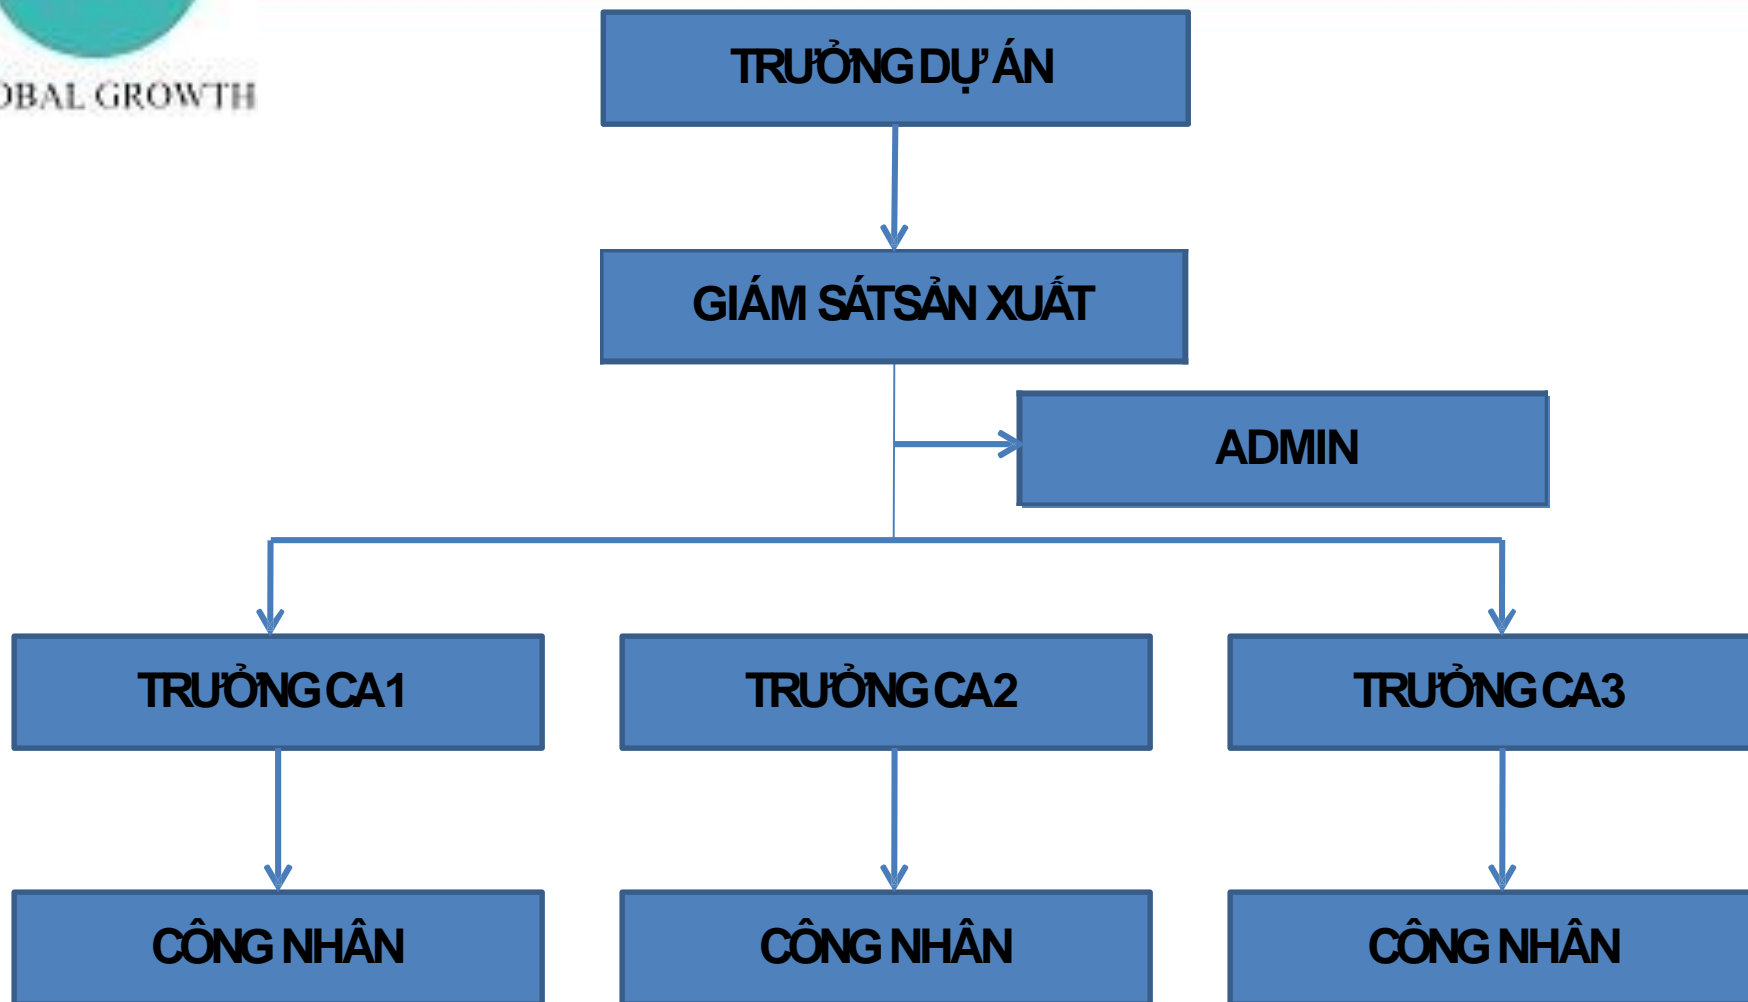 OBAL GROWTH
TRƯỞNG DỰ ÁN
GIÁM SÁT SẢN XUẤT
ADMIN
TRƯỞNG CA 1
TRƯỞNG CA 2
TRƯỞNG CA 3
CÔNG NHÂN
CÔNG NHÂN
CÔNG NHÂN